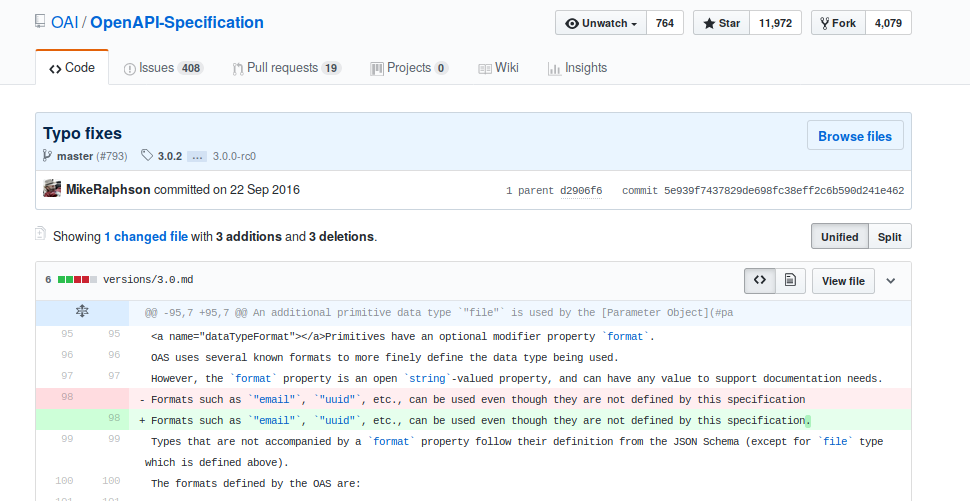 OAI / OpenAPI-Specification
Unwatch 764 Star 11,972 Fork 4,079
Code Issues 408 Pull requests 19 Projects 0 Wiki Insights
Typo fixes
Browse files
master (#793) 3.0.2 ... 3.0.0-rc0
MikeRalphson committed on 22 Sep 2016 1 parent d2906f6 commit 5e939f7437829de698fc38eff2c6b590d241e462
Showing 1 changed file with 3 additions and 3 deletions.
Unified Split
6 versions/3.0.md View file
@@ -95,7 +95,7 @@ An additional primitive data type `"file"` is used by the [Parameter Object](#pa
95 95 <a name="dataTypeFormat"></a>Primitives have an optional modifier property `format`.
96 96 OAS uses several known formats to more finely define the data type being used.
97 97 However, the `format` property is an open `string`-valued property, and can have any value to support documentation needs.
98 - Formats such as `"email"`, `"uuid"`, etc., can be used even though they are not defined by this specification
98 + Formats such as `"email"`, `"uuid"`, etc., can be used even though they are not defined by this specification.
99 99 Types that are not accompanied by a `format` property follow their definition from the JSON Schema (except for `file` type
which is defined above).
100 100 The formats defined by the OAS are: